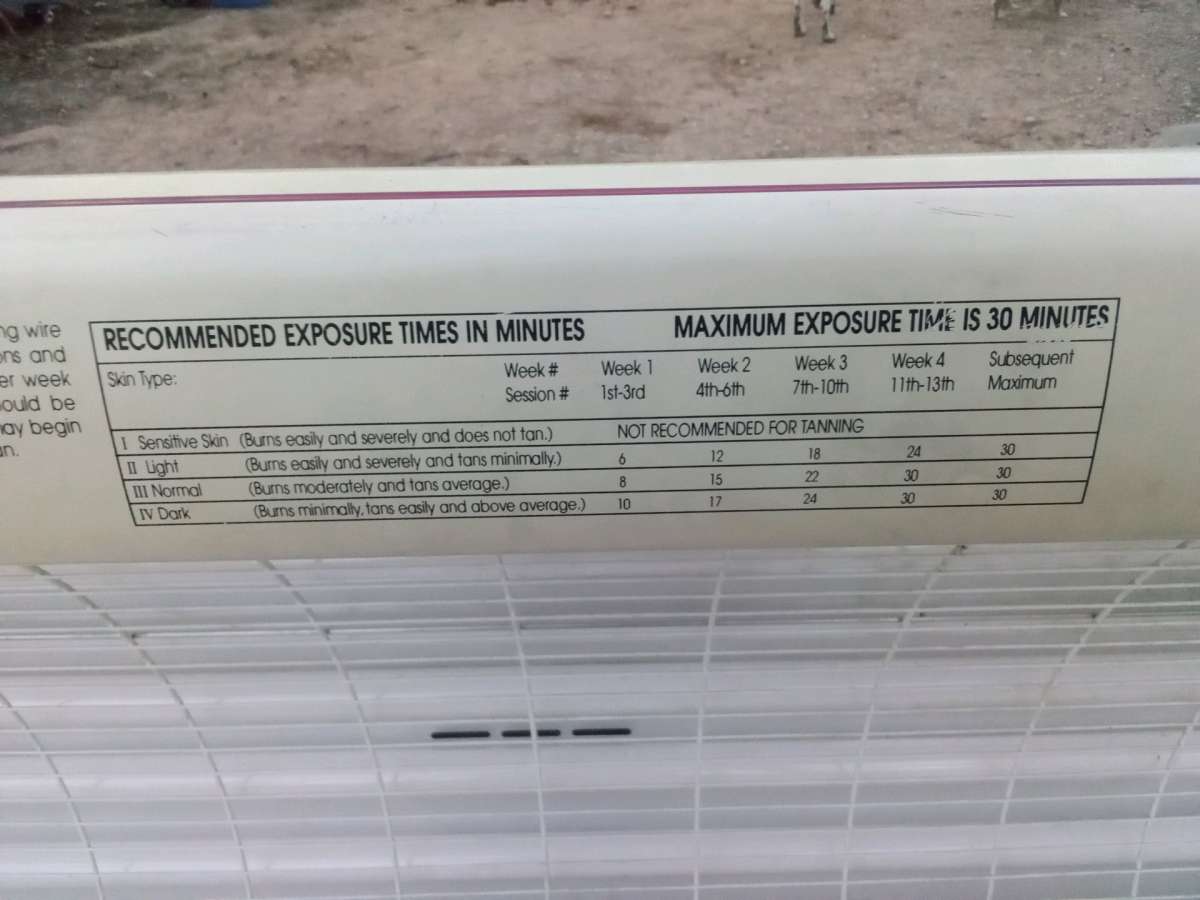 ng wire
ons and
er week
ould be
may begin
an.
RECOMMENDED EXPOSURE TIMES IN MINUTES MAXIMUM EXPOSURE TIME IS 30 MINUTES
Skin Type: Week # Week 1 Week 2 Week 3 Week 4 Subsequent
Session # 1st-3rd 4th-6th 7th-10th 11th-13th Maximum
I Sensitive Skin (Burns easily and severely and does not tan.) NOT RECOMMENDED FOR TANNING
II Light (Burns easily and severely and tans minimally.) 6 12 18 24 30
III Normal (Burns moderately and tans average.) 8 15 22 30 30
IV Dark (Burns minimally, tans easily and above average.) 10 17 24 30 30